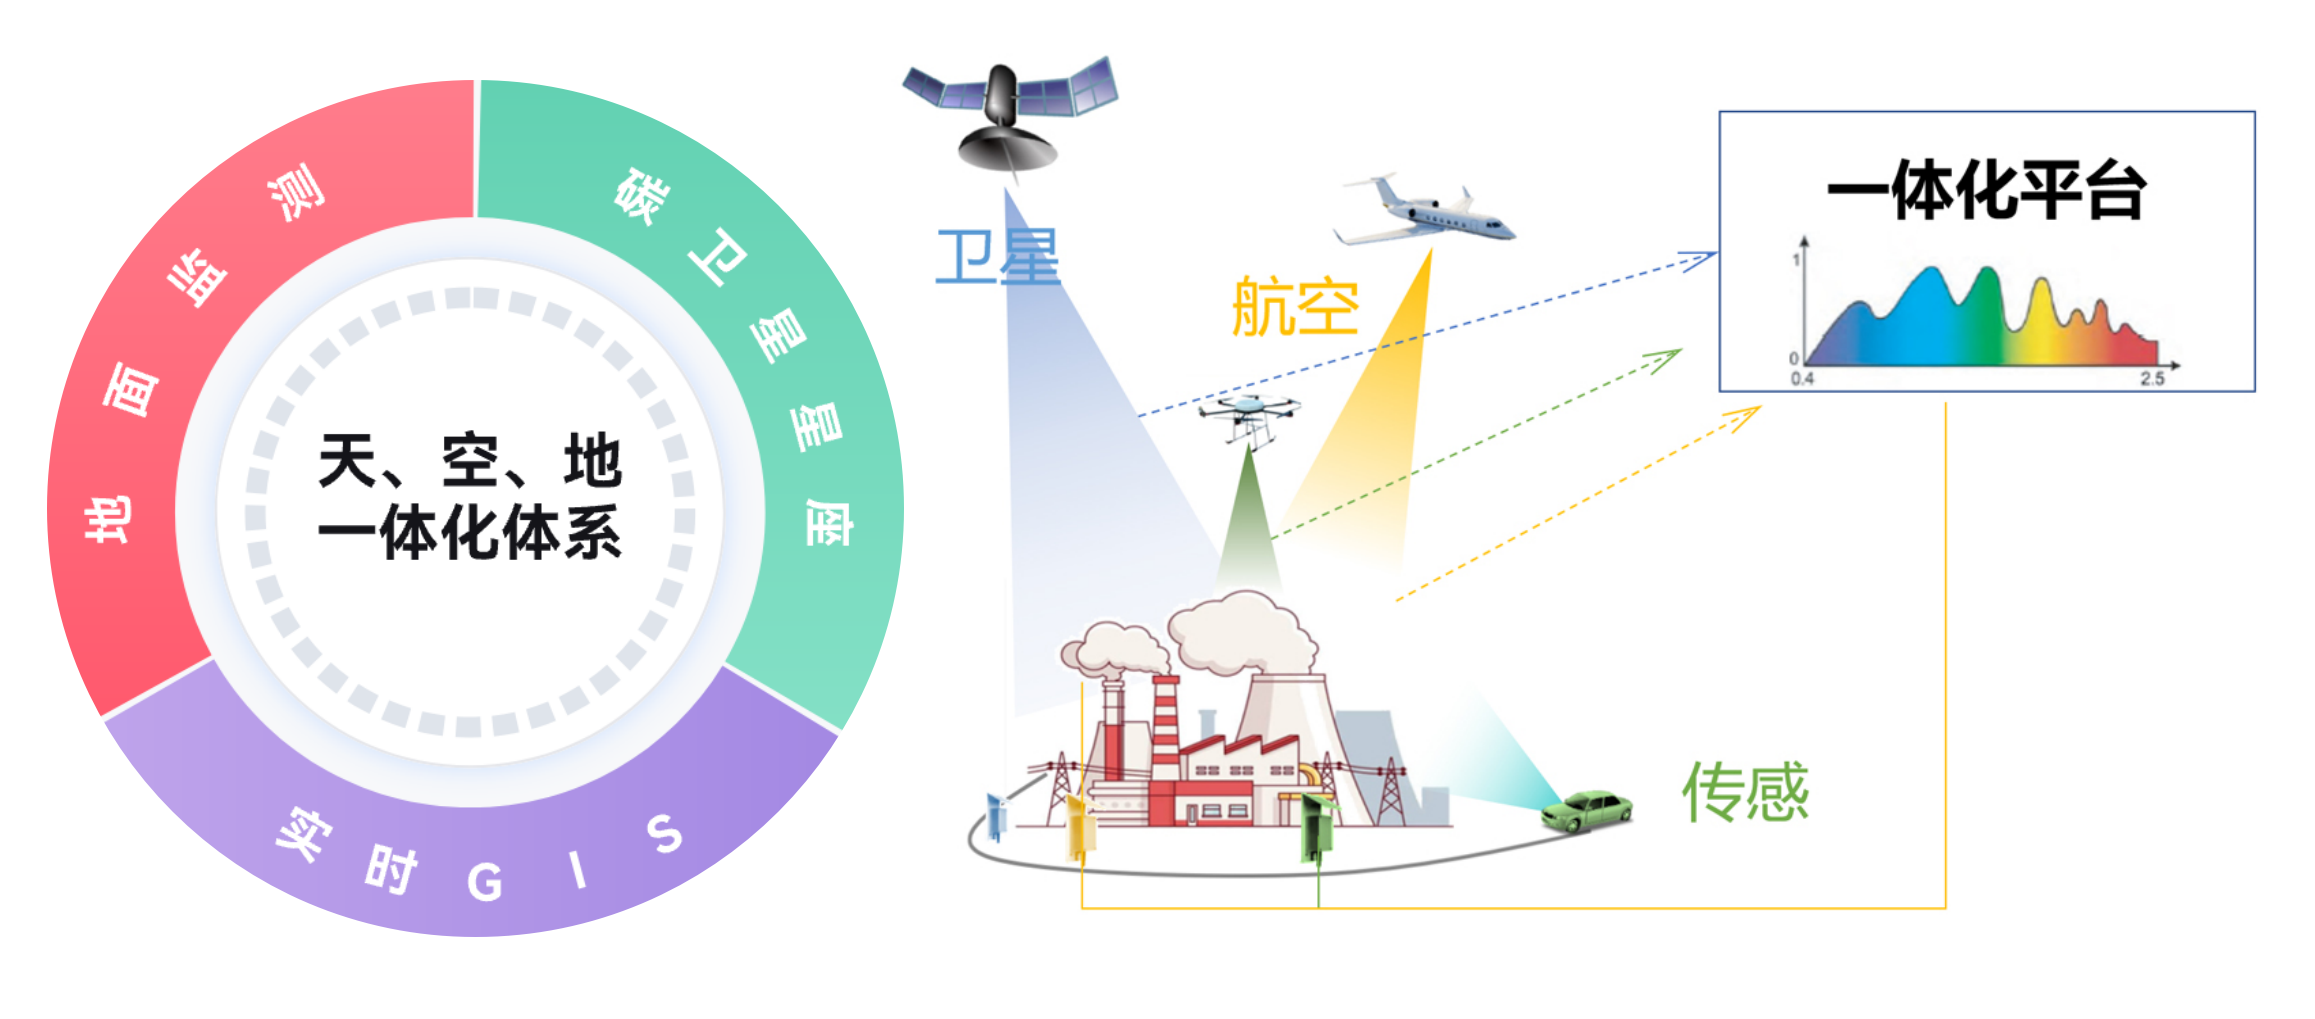 地面监测
碳卫星星座
天、空、地
一体化体系
实时GIS
卫星
航空
传感
一体化平台
1
0
0.4
2.5